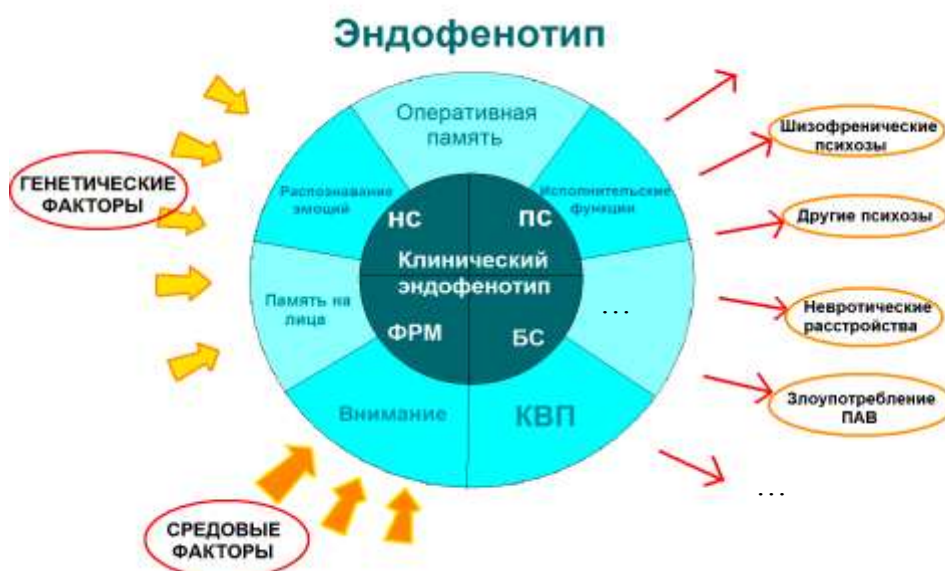 Эндофенотип
Оперативная
память
Шизофренические
психозы
ГЕНЕТИЧЕСКИЕ
ФАКТОРЫ
Распознавание
эмоций
НС
ПС
Исполнительские
функции
Другие психозы
Клинический
эндофенотип
Память на
лица
...
Невротические
расстройства
ФРМ
БС
Внимание
КВП
Злоупотребление
ПАВ
...
СРЕДОВЫЕ
ФАКТОРЫ